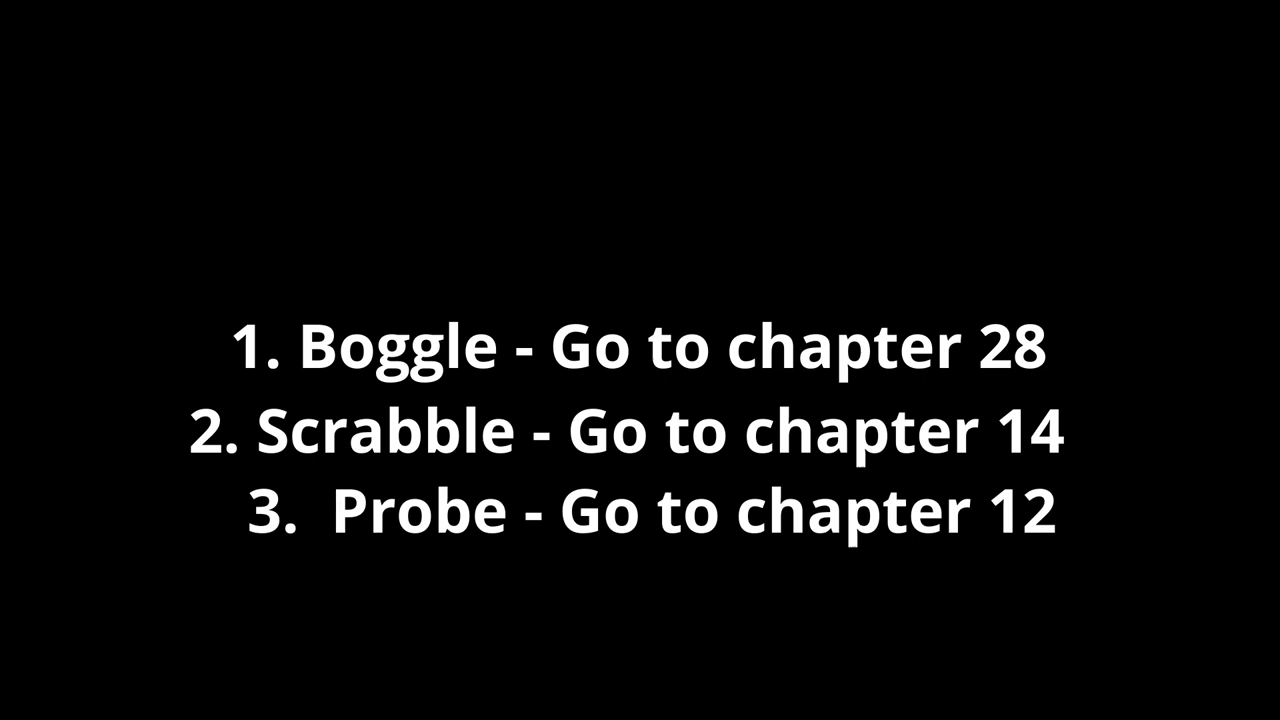 1. Boggle - Go to chapter 28
2. Scrabble - Go to chapter 14
3. Probe - Go to chapter 12